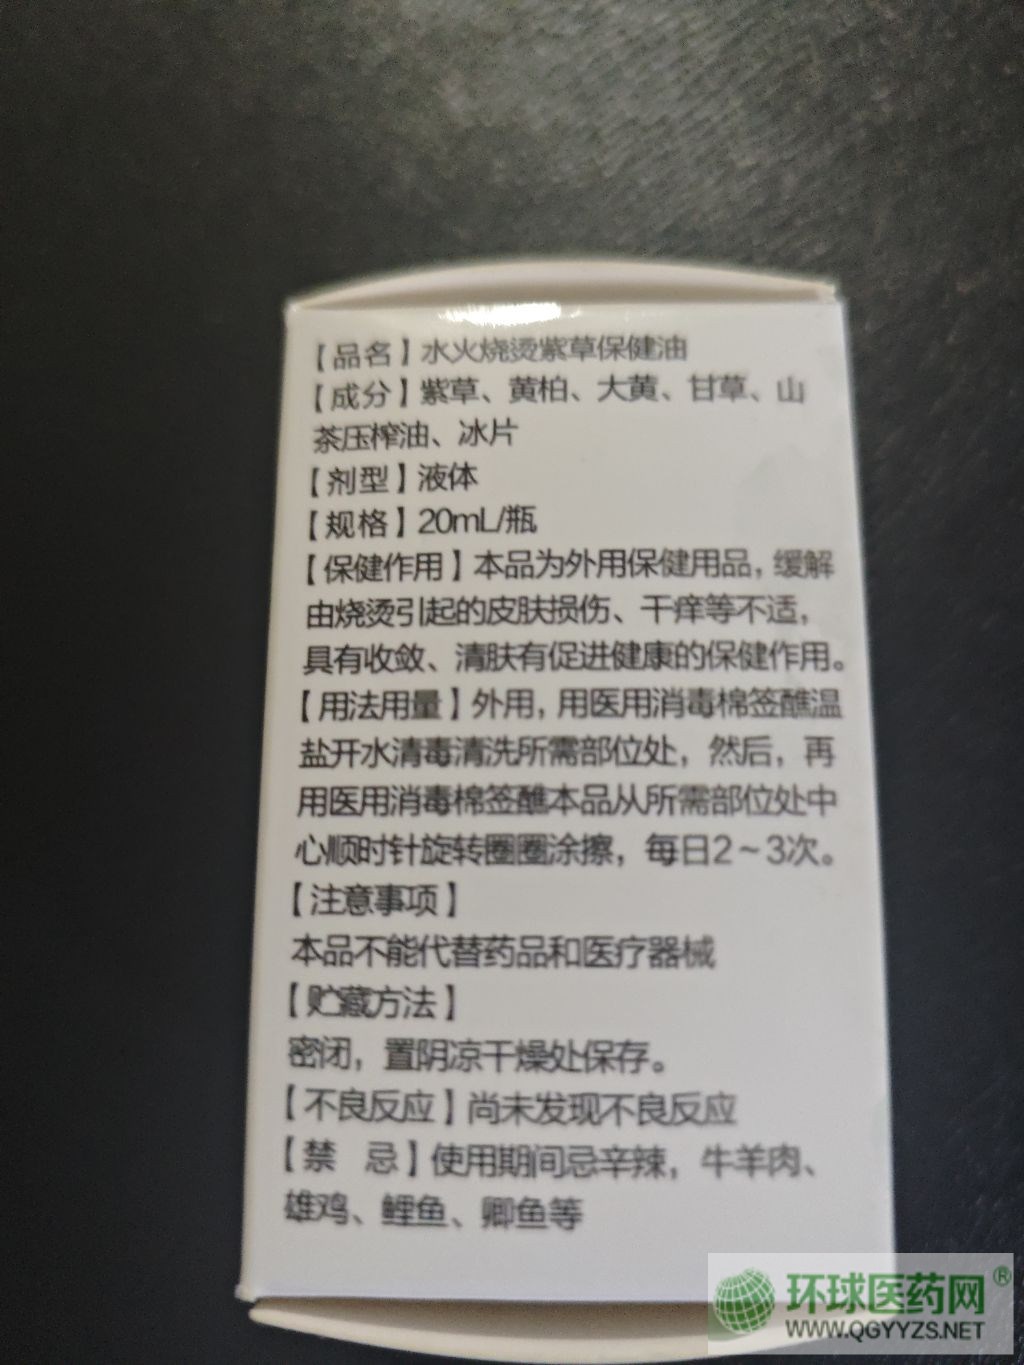 【品名】水火烧烫紫草保健油
【成分】紫草、黄柏、大黄、甘草、山
茶压榨油、冰片
【剂型】液体
【规格】20mL/瓶
【保健作用】本品为外用保健用品，缓解
由烧烫引起的皮肤损伤、干痒等不适，
具有收敛、清肤有促进健康的保健作用。
【用法用量】外用，用医用消毒棉签蘸温
盐开水清毒清洗所需部位处，然后，再
用医用消毒棉签蘸本品从所需部位处中
心顺时针旋转圈圈涂擦，每日2～3次。
【注意事项】
本品不能代替药品和医疗器械
【贮藏方法】
密闭，置阴凉干燥处保存。
【不良反应】尚未发现不良反应
【禁 忌】使用期间忌辛辣，牛羊肉、
雄鸡、鲤鱼、鲫鱼等
环球医药网®
WWW.QGYYZS.NET